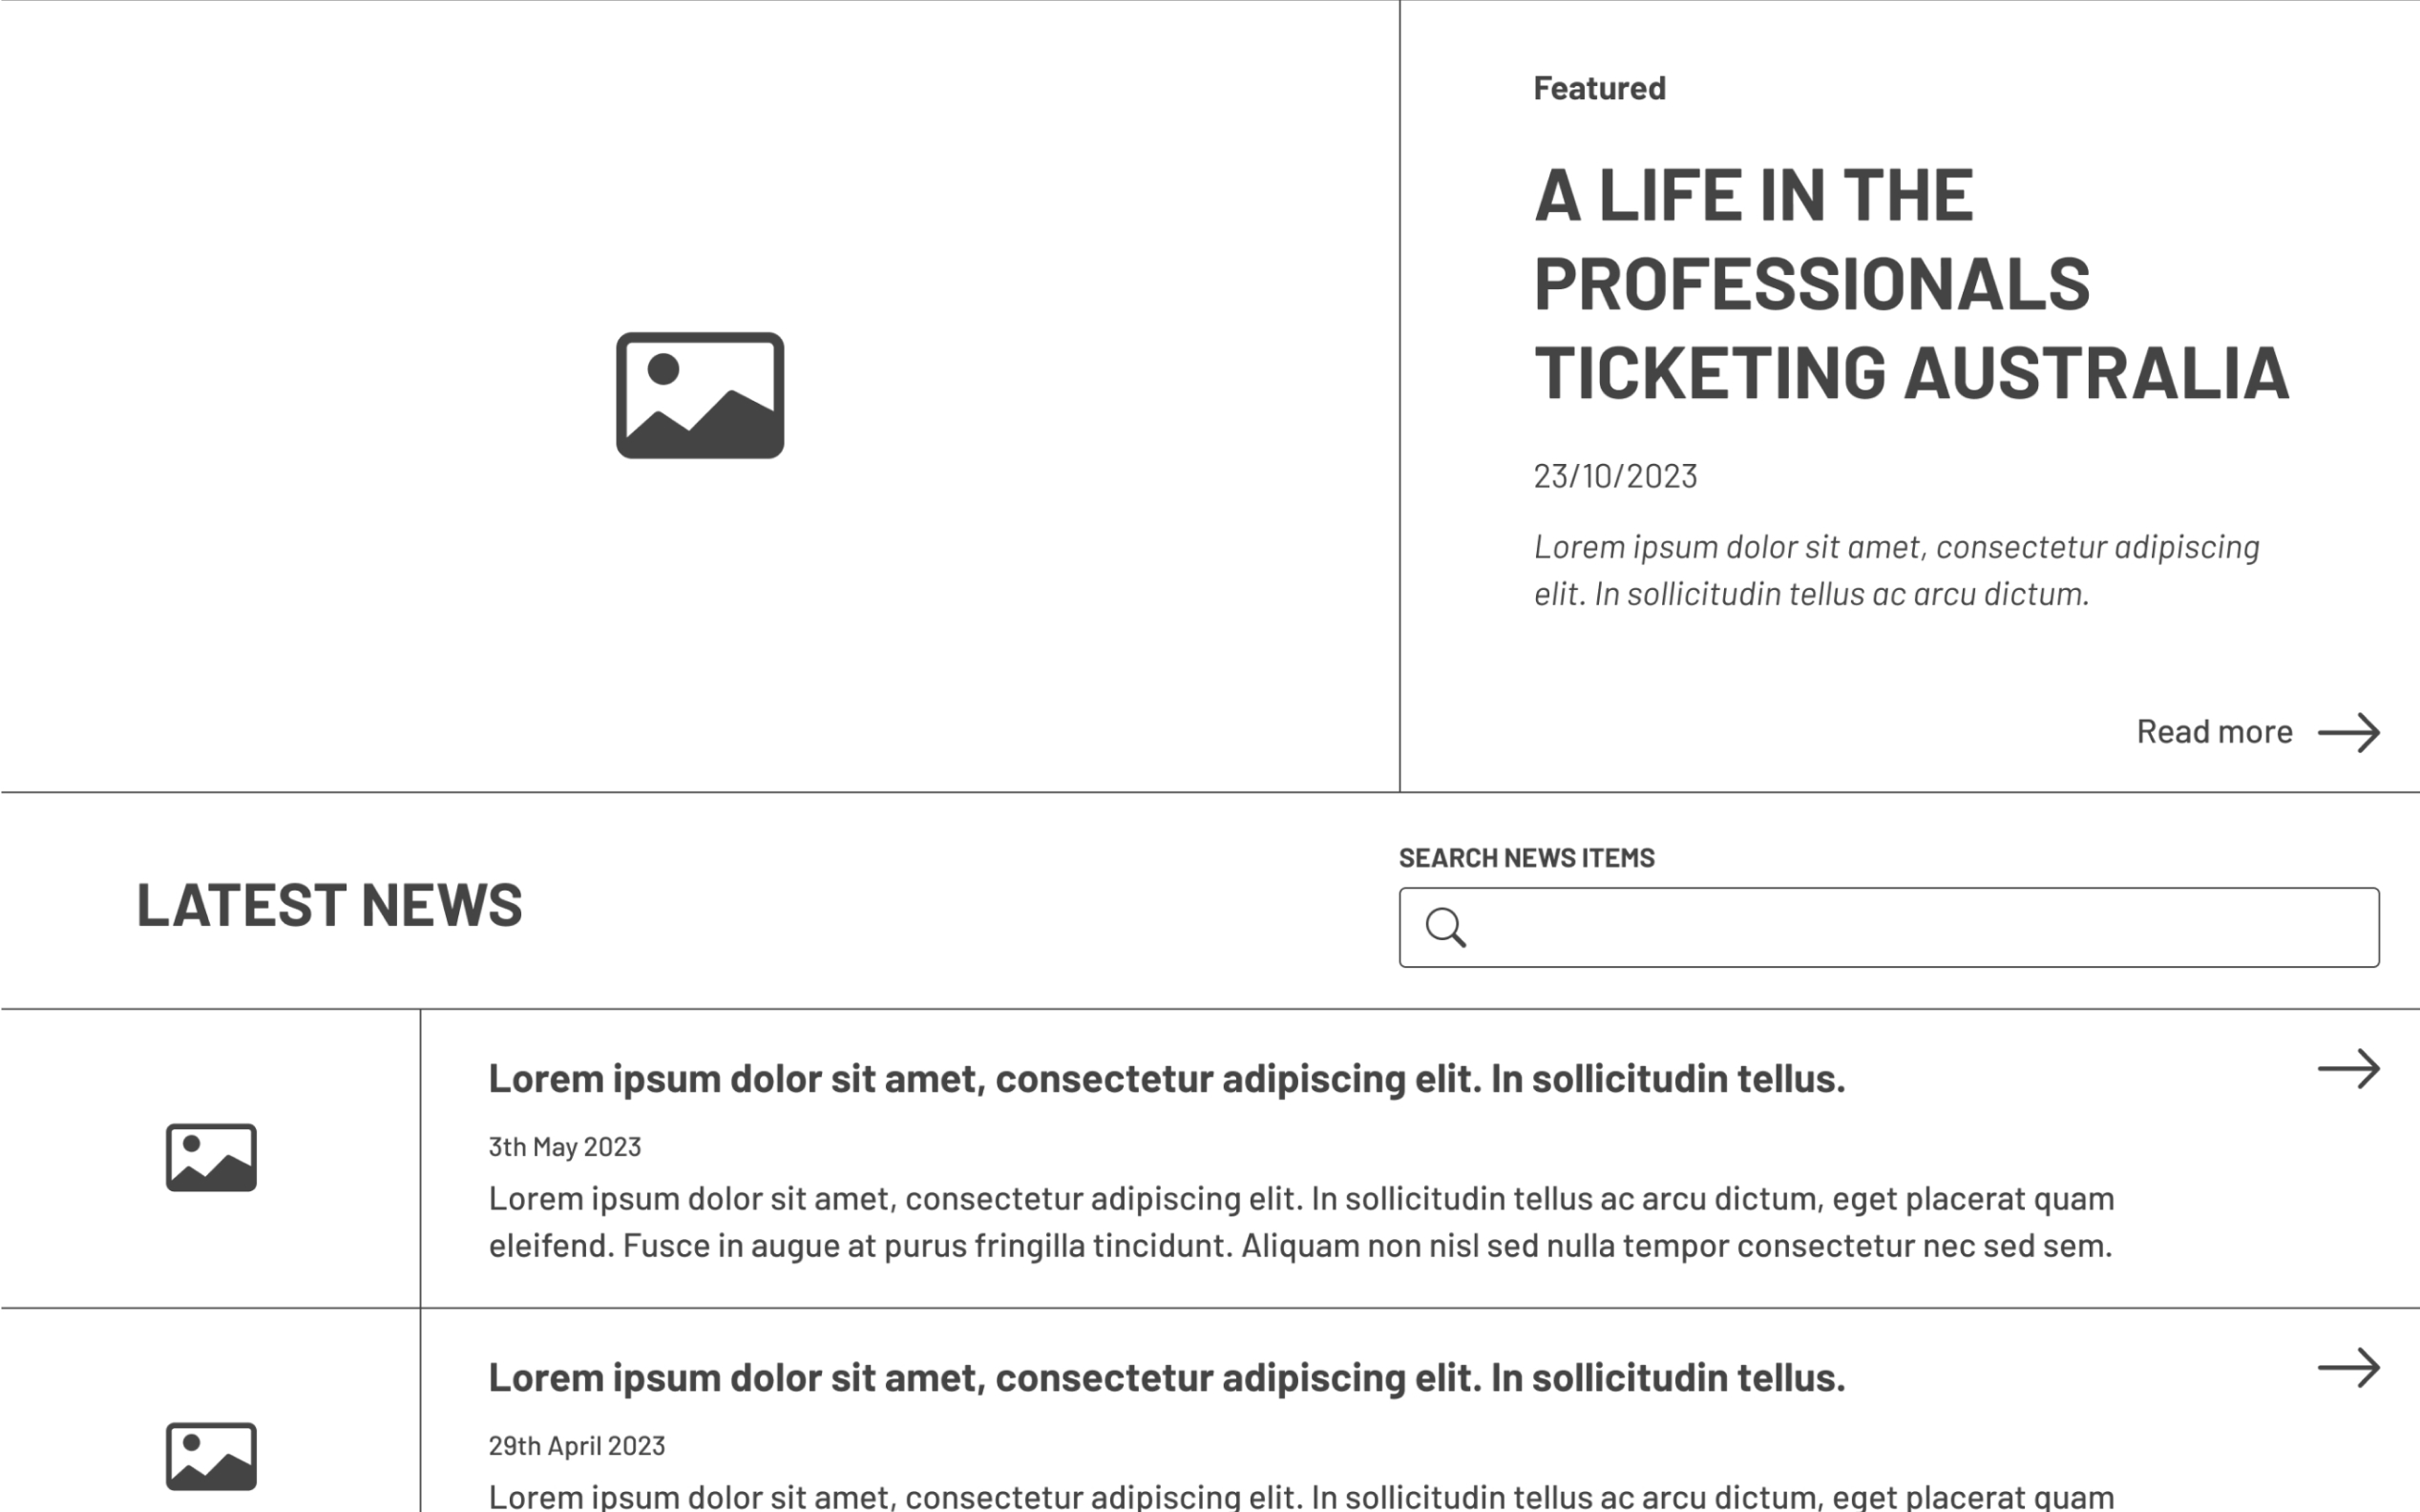 Featured
A LIFE IN THE
PROFESSIONALS
TICKETING AUSTRALIA
23/10/2023
Lorem ipsum dolor sit amet, consectetur adipiscing
elit. In sollicitudin tellus ac arcu dictum.
Read more
LATEST NEWS
SEARCH NEWS ITEMS
Lorem ipsum dolor sit amet, consectetur adipiscing elit. In sollicitudin tellus.
3th May 2023
Lorem ipsum dolor sit amet, consectetur adipiscing elit. In sollicitudin tellus ac arcu dictum, eget placerat quam
eleifend. Fusce in augue at purus fringilla tincidunt. Aliquam non nisl sed nulla tempor consectetur nec sed sem.
Lorem ipsum dolor sit amet, consectetur adipiscing elit. In sollicitudin tellus.
29th April 2023
Lorem ipsum dolor sit amet, consectetur adipiscing elit. In sollicitudin tellus ac arcu dictum, eget placerat quam